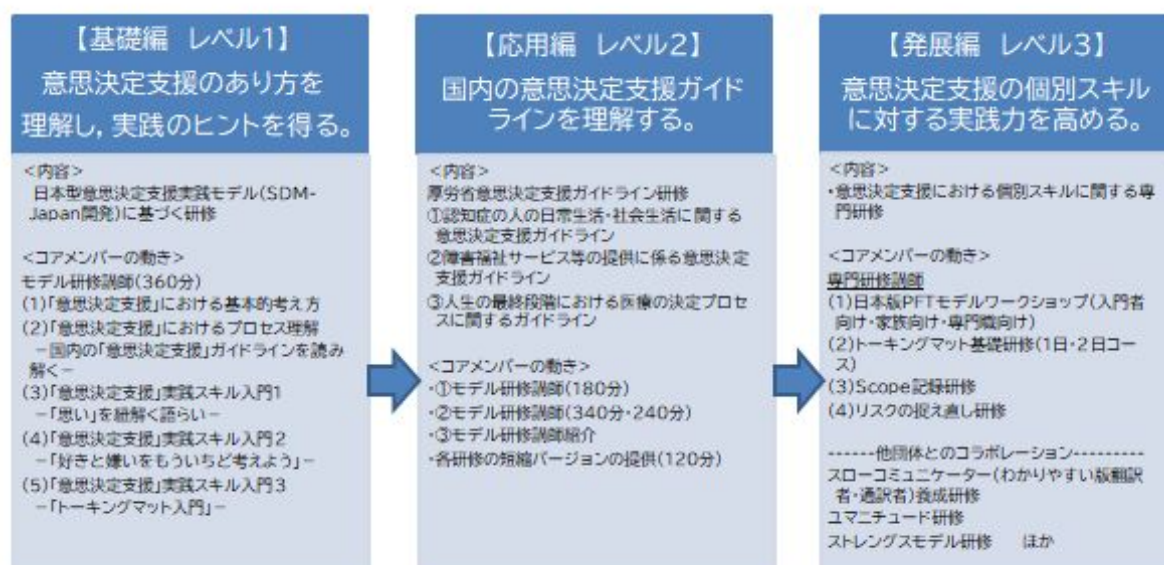 【基礎編 レベル1】
意思決定支援のあり方を
理解し,実践のヒントを得る。
<内容>
日本型意思決定支援実践モデル(SDM-
Japan開発)に基づく研修
<コアメンバーの動き>
モデル研修講師(360分)
(1)「意思決定支援」における基本的考え方
(2)「意思決定支援」におけるプロセス理解
－国内の「意思決定支援」ガイドラインを読み
解く－
(3)「意思決定支援」実践スキル入門1
－「思い」を紐解く語らい－
(4)「意思決定支援」実践スキル入門2
－「好きと嫌いをもういちど考えよう」－
(5)「意思決定支援」実践スキル入門3
－「トーキングマット入門」－
【応用編 レベル2】
国内の意思決定支援ガイド
ラインを理解する。
<内容>
厚労省意思決定支援ガイドライン研修
①認知症の人の日常生活・社会生活に関する
意思決定支援ガイドライン
②障害福祉サービス等の提供に係る意思決定
支援ガイドライン
③人生の最終段階における医療の決定プロセ
スに関するガイドライン
<コアメンバーの動き>
・①モデル研修講師(180分)
・②モデル研修講師(340分・240分)
・③モデル研修講師紹介
・各研修の短縮バージョンの提供(120分)
【発展編 レベル3】
意思決定支援の個別スキル
に対する実践力を高める。
<内容>
・意思決定支援における個別スキルに関する専
門研修
<コアメンバーの動き>
専門研修講師
(1)日本版PFTモデルワークショップ(入門者
向け・家族向け・専門職向け)
(2)トーキングマット基礎研修(1日・2日コー
ス)
(3)Scope記録研修
(4)リスクの捉え直し研修
------他団体とのコラボレーション---------
スローコミュニケーター(わかりやすい版翻訳
者・通訳者)養成研修
ユマニチュード研修
ストレングスモデル研修 ほか